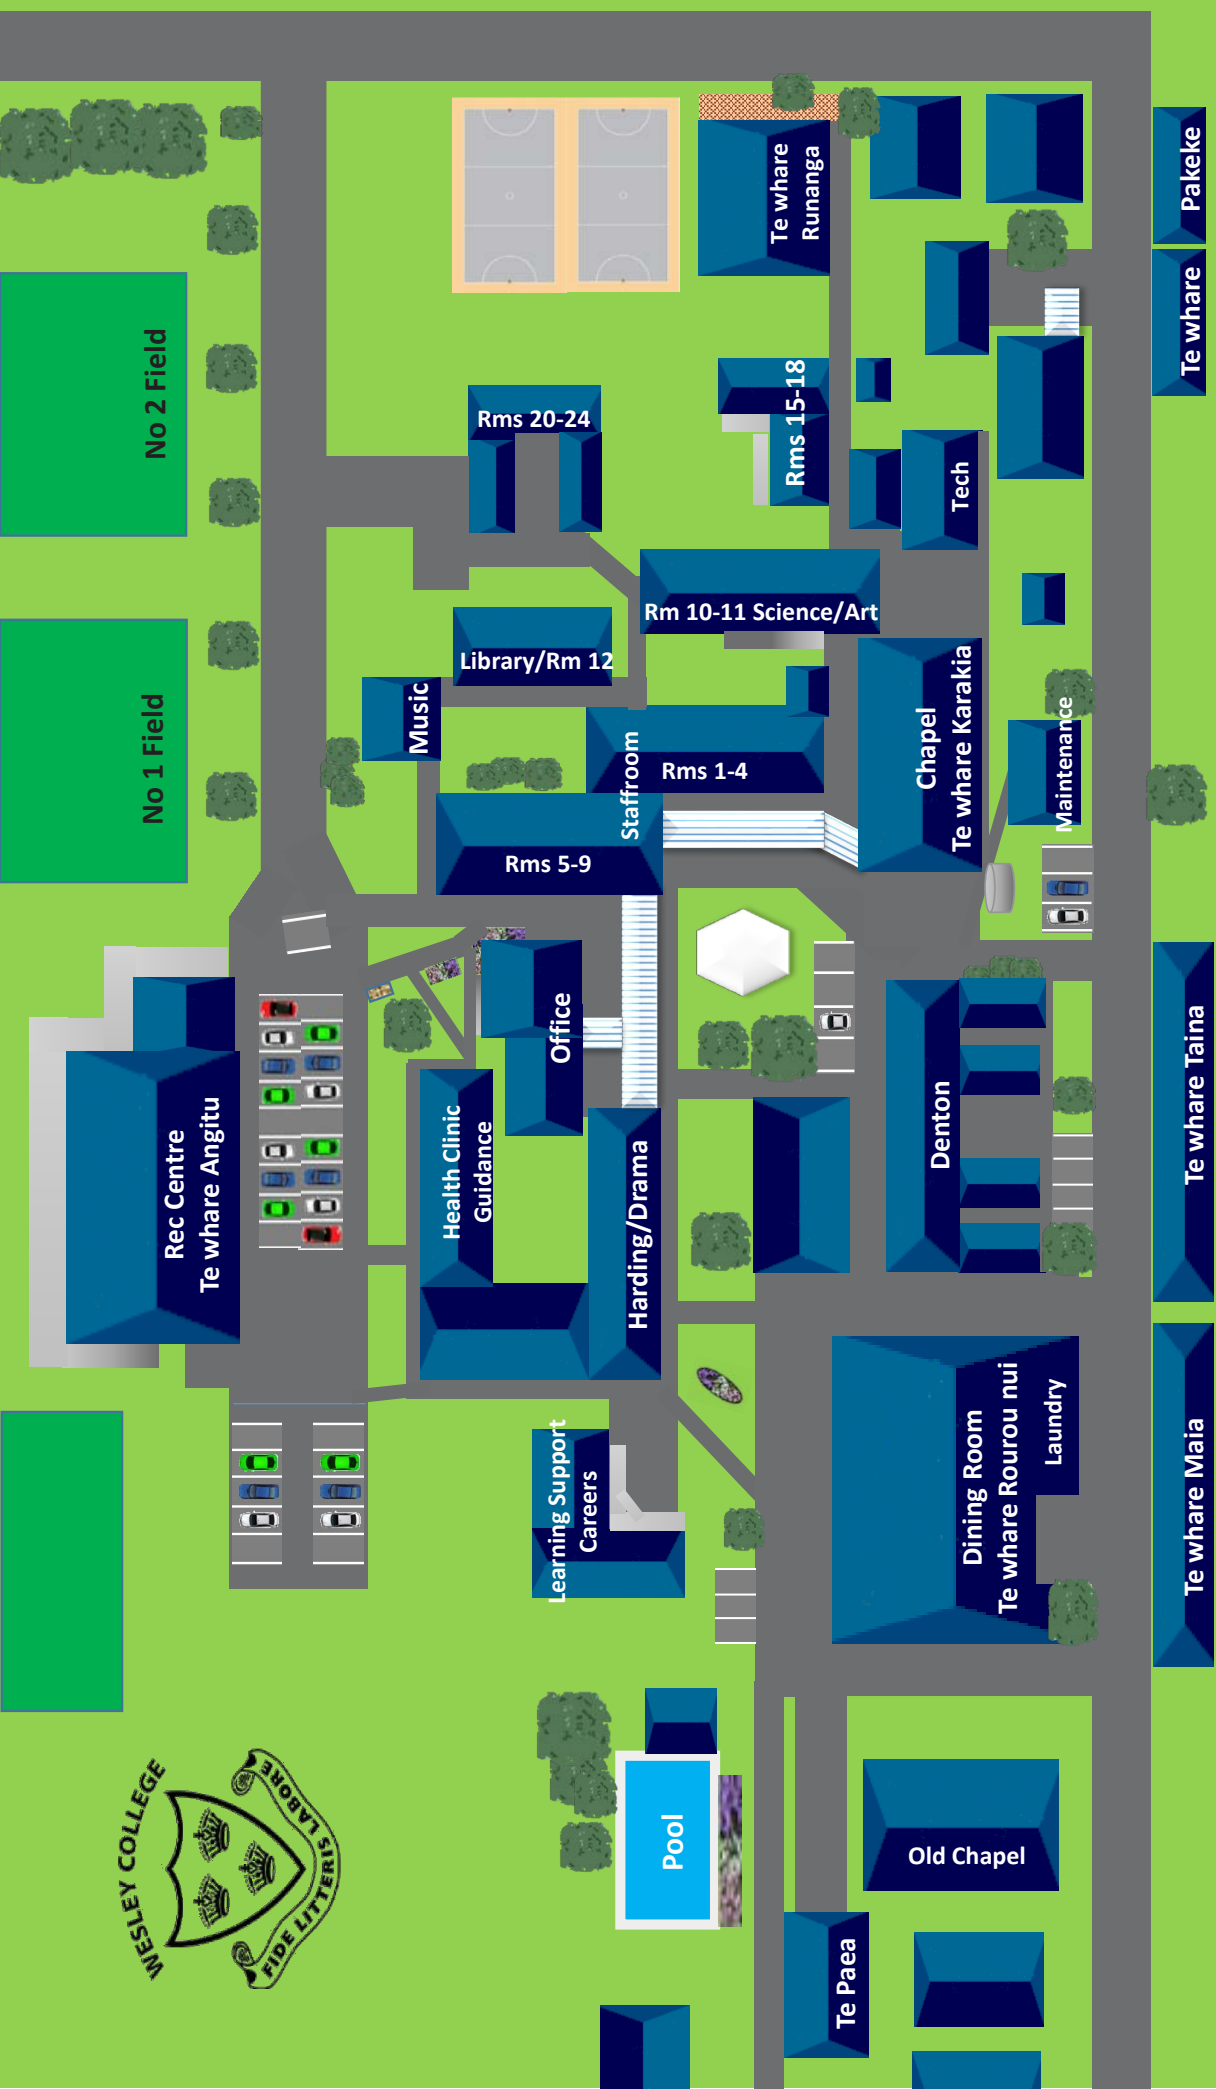 Te whare
Runanga
Pakeke
Te whare
No 2 Field
Rms 20-24
Rms 15-18
Tech
Rm 10-11 Science/Art
Library/Rm 12
Music
No 1 Field
Staffroom
Rms 1-4
Rms 5-9
Chapel
Te whare Karakia
Maintenance
Office
Rec Centre
Te whare Angitu
Health Clinic
Guidance
Harding/Drama
Denton
Te whare Taina
Learning Support
Careers
Dining Room
Te whare Rourou nui
Laundry
Te whare Maia
WESLEY COLLEGE
FIDE LITTERIS LABORE
Pool
Old Chapel
Te Paea